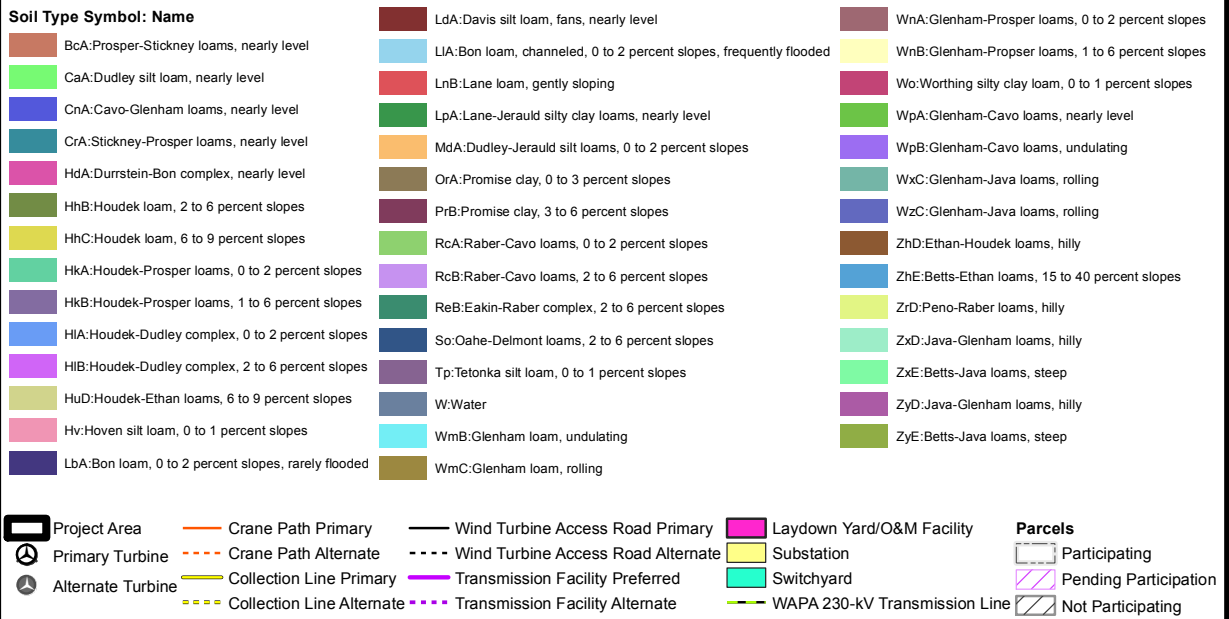 Soil Type Symbol: Name
BcA:Prosper-Stickney loams, nearly level
CaA:Dudley silt loam, nearly level
CnA:Cavo-Glenham loams, nearly level
CrA:Stickney-Prosper loams, nearly level
HdA:Durrstein-Bon complex, nearly level
HhB:Houdek loam, 2 to 6 percent slopes
HhC:Houdek loam, 6 to 9 percent slopes
HkA:Houdek-Prosper loams, 0 to 2 percent slopes
HkB:Houdek-Prosper loams, 1 to 6 percent slopes
HlA:Houdek-Dudley complex, 0 to 2 percent slopes
HlB:Houdek-Dudley complex, 2 to 6 percent slopes
HuD:Houdek-Ethan loams, 6 to 9 percent slopes
Hv:Hoven silt loam, 0 to 1 percent slopes
LbA:Bon loam, 0 to 2 percent slopes, rarely flooded
LdA:Davis silt loam, fans, nearly level
LlA:Bon loam, channeled, 0 to 2 percent slopes, frequently flooded
LnB:Lane loam, gently sloping
LpA:Lane-Jerauld silty clay loams, nearly level
MdA:Dudley-Jerauld silt loams, 0 to 2 percent slopes
OrA:Promise clay, 0 to 3 percent slopes
PrB:Promise clay, 3 to 6 percent slopes
RcA:Raber-Cavo loams, 0 to 2 percent slopes
RcB:Raber-Cavo loams, 2 to 6 percent slopes
ReB:Eakin-Raber complex, 2 to 6 percent slopes
So:Oahe-Delmont loams, 2 to 6 percent slopes
Tp:Tetonka silt loam, 0 to 1 percent slopes
W:Water
WmB:Glenham loam, undulating
WmC:Glenham loam, rolling
WnA:Glenham-Prosper loams, 0 to 2 percent slopes
WnB:Glenham-Propser loams, 1 to 6 percent slopes
Wo:Worthing silty clay loam, 0 to 1 percent slopes
WpA:Glenham-Cavo loams, nearly level
WpB:Glenham-Cavo loams, undulating
WxC:Glenham-Java loams, rolling
WzC:Glenham-Java loams, rolling
ZhD:Ethan-Houdek loams, hilly
ZhE:Betts-Ethan loams, 15 to 40 percent slopes
ZrD:Peno-Raber loams, hilly
ZxD:Java-Glenham loams, hilly
ZxE:Betts-Java loams, steep
ZyD:Java-Glenham loams, hilly
ZyE:Betts-Java loams, steep
Project Area
Primary Turbine
Alternate Turbine
Crane Path Primary
Crane Path Alternate
Collection Line Primary
Collection Line Alternate
Wind Turbine Access Road Primary
Wind Turbine Access Road Alternate
Transmission Facility Preferred
Transmission Facility Alternate
Laydown Yard/O&M Facility
Substation
Switchyard
WAPA 230-kV Transmission Line
Parcels
Participating
Pending Participation
Not Participating